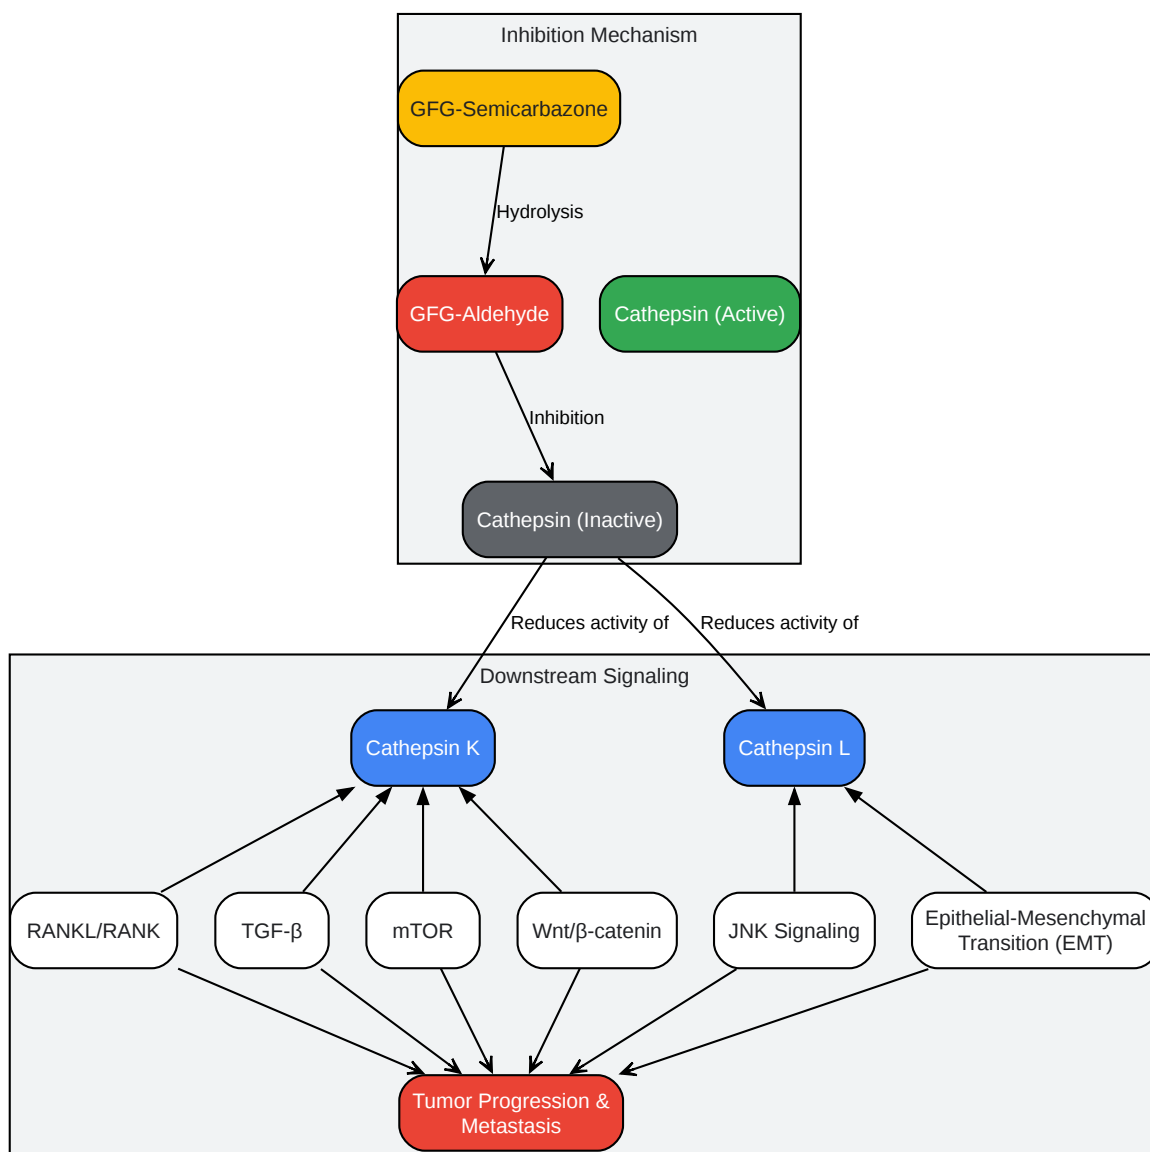 Inhibition Mechanism
GFG-Semicarbazone
Hydrolysis
GFG-Aldehyde
Cathepsin (Active)
Inhibition
Cathepsin (Inactive)
Reduces activity of
Reduces activity of
Downstream Signaling
Cathepsin K
Cathepsin L
RANKL/RANK
TGF-β
mTOR
Wnt/β-catenin
JNK Signaling
Epithelial-Mesenchymal
Transition (EMT)
Tumor Progression &
Metastasis